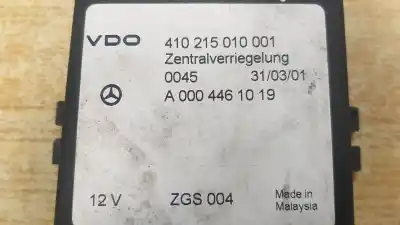 VDO 410 215 010 001
Zentralverriegelung
0045 31/03/01
A 000 446 10 19
12 V ZGS 004 Made in
Malaysia